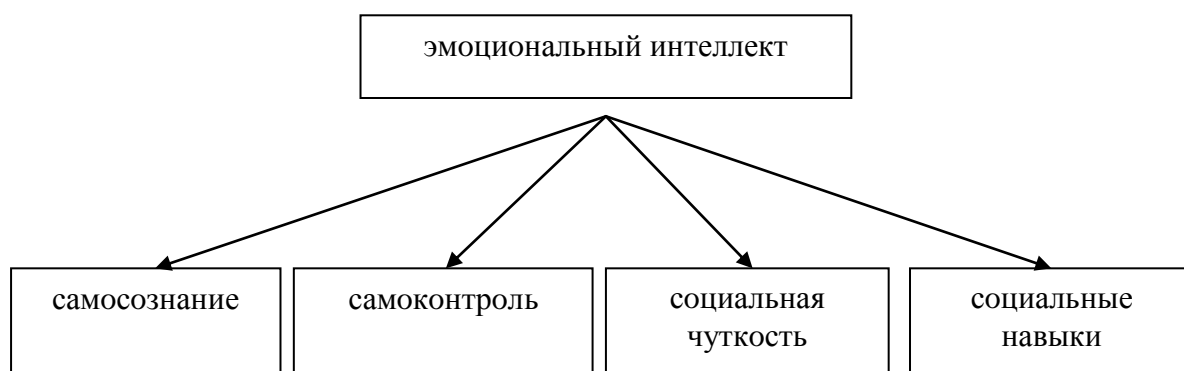 эмоциональный интеллект
самосознание
самоконтроль
социальная
чуткость
социальные
навыки